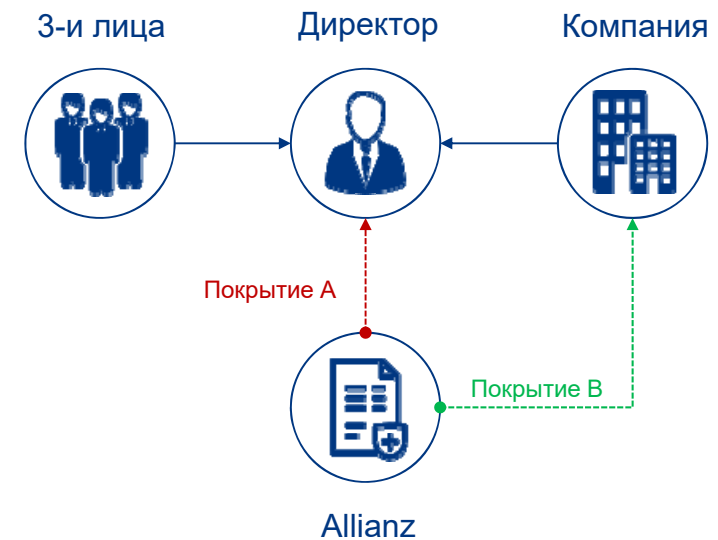 3-и лица
Директор
Компания
Покрытие А
Покрытие В
Allianz